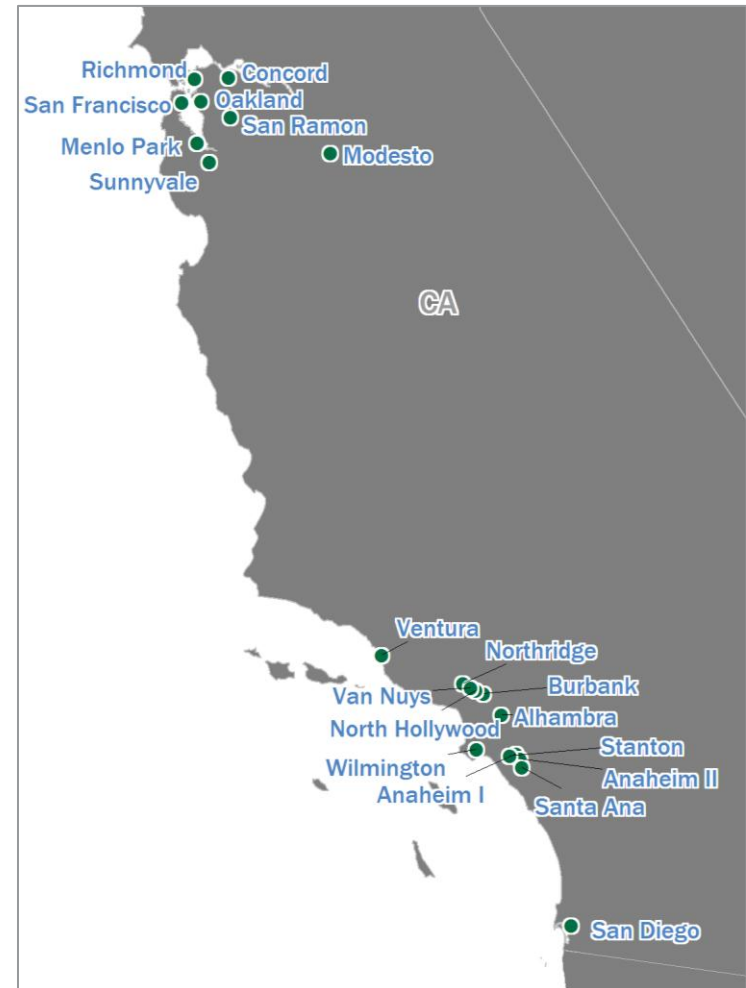 Richmond
Concord
San Francisco
Oakland
San Ramon
Menlo Park
Modesto
Sunnyvale
CA
Ventura
Northridge
Van Nuys
Burbank
North Hollywood
Alhambra
Stanton
Wilmington
Anaheim II
Anaheim I
Santa Ana
San Diego